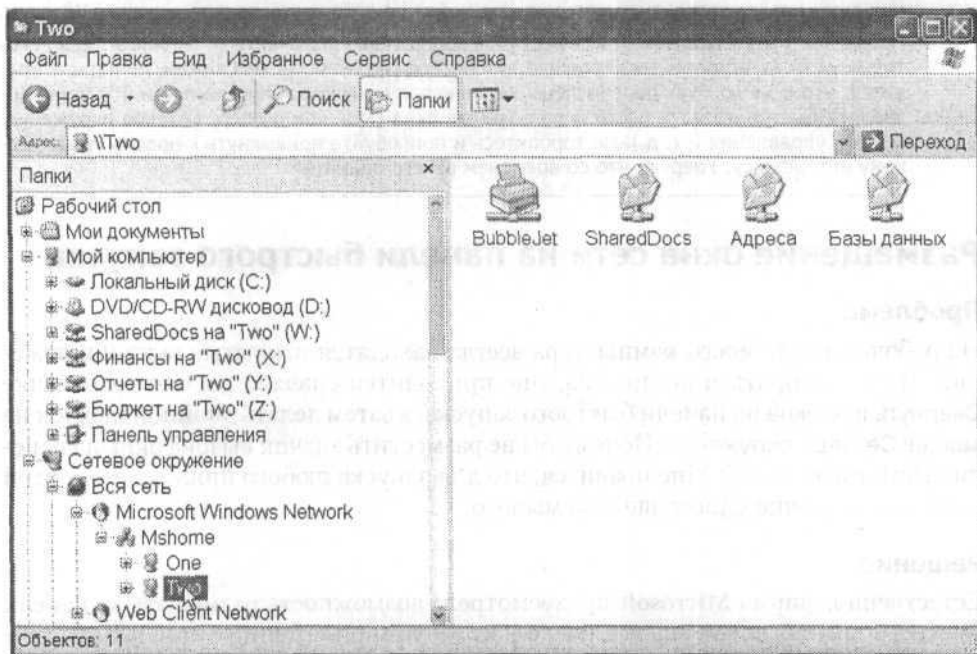 Two
Файл Правка Вид Избранное Сервис Справка
Назад Поиск Папки
Адрес: \\Two Переход
Папки
Рабочий стол
Мои документы
Мой компьютер
Локальный диск (C:)
DVD/CD-RW дисковод (D:)
SharedDocs на "Two" (W:)
Финансы на "Two" (X:)
Отчеты на "Two" (Y:)
Бюджет на "Two" (Z:)
Панель управления
Сетевое окружение
Вся сеть
Microsoft Windows Network
Mshome
One
Two
Web Client Network
BubbleJet SharedDocs Адреса Базы данных
Объектов: 11